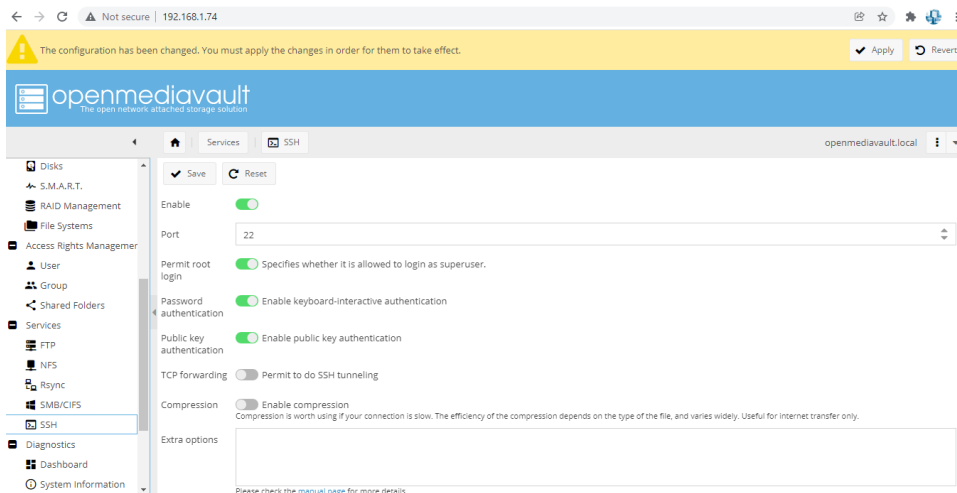 Not secure | 192.168.1.74
The configuration has been changed. You must apply the changes in order for them to take effect.
Apply
Revert
openmediavault
The open network attached storage solution
Services
SSH
openmediavault.local
Disks
S.M.A.R.T.
RAID Management
File Systems
Access Rights Managemer
User
Group
Shared Folders
Services
FTP
NFS
Rsync
SMB/CIFS
SSH
Diagnostics
Dashboard
System Information
Save
Reset
Enable
Port
22
Permit root
login
Specifies whether it is allowed to login as superuser.
Password
authentication
Enable keyboard-interactive authentication
Public key
authentication
Enable public key authentication
TCP forwarding
Permit to do SSH tunneling
Compression
Enable compression
Compression is worth using if your connection is slow. The efficiency of the compression depends on the type of the file, and varies widely. Useful for internet transfer only.
Extra options
Please check the manual page for more details.